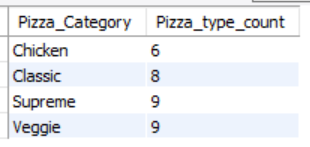 Pizza_Category Pizza_type_count
Chicken 6
Classic 8
Supreme 9
Veggie 9